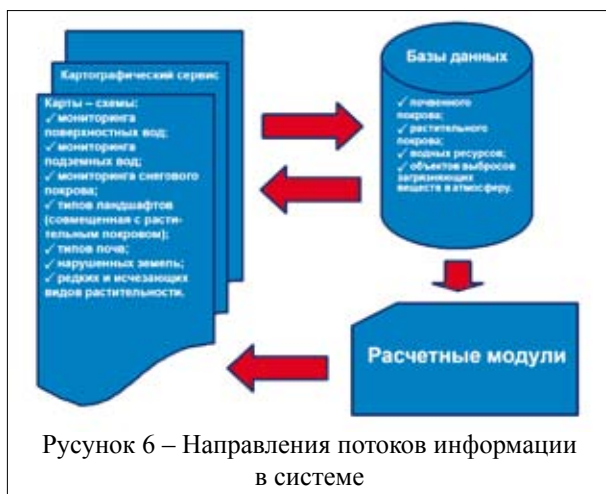 Картографический сервис
Карты – схемы:
✓ мониторинга
поверхностных вод;
✓ мониторинга
подземных вод;
✓ мониторинга снегового
покрова;
✓ типов ландшафтов
(совмещенная с расти-
тельным покровом);
✓ типов почв;
✓ нарушенных земель;
✓ редких и исчезающих
видов растительности.
Базы данных
✓ почвенного
покрова;
✓ растительного
покрова;
✓ водных ресурсов;
✓ объектов выбросов
загрязняющих
веществ в атмосферу.
Расчетные модули
Рисунок 6 – Направления потоков информации
в системе